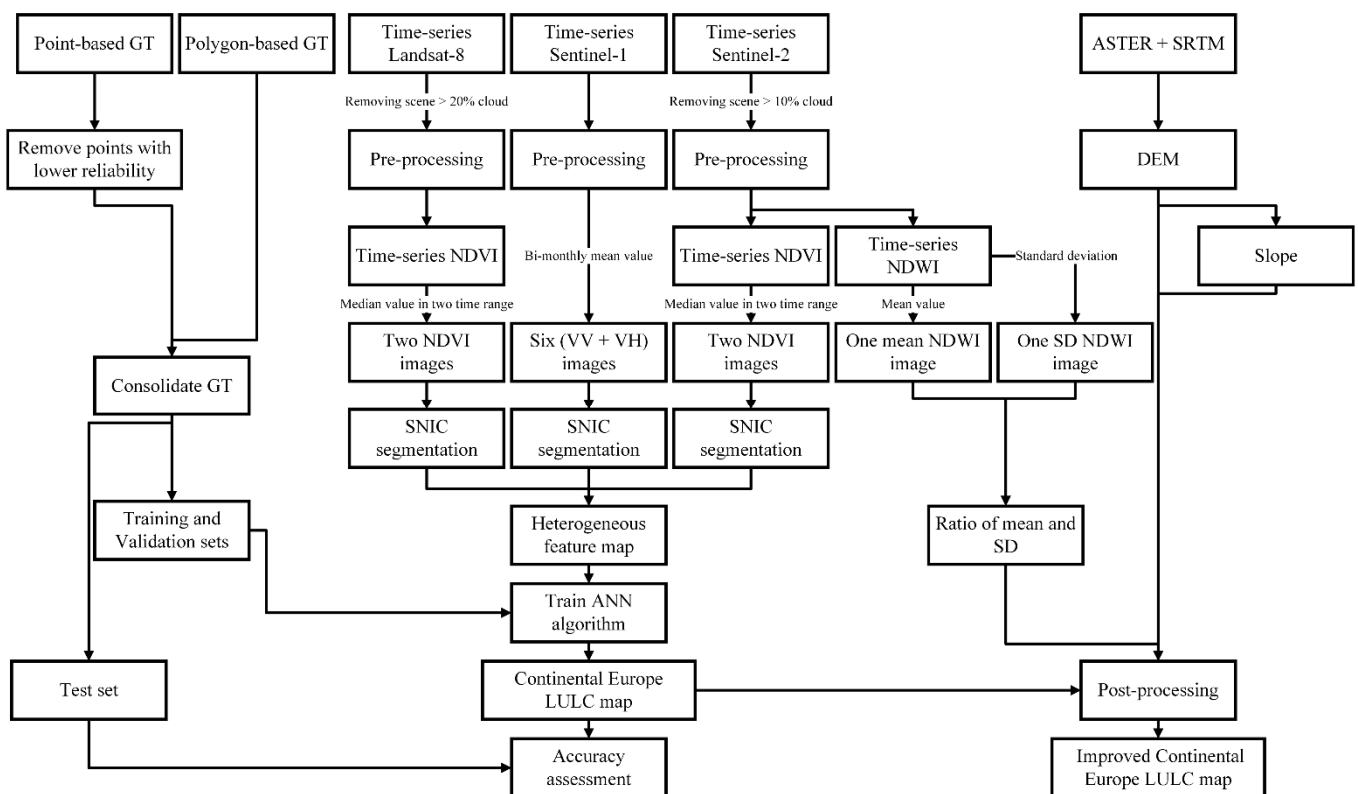 Point-based GT
Polygon-based GT
Time-series
Landsat-8
Time-series
Sentinel-1
Time-series
Sentinel-2
ASTER + SRTM
Removing scene > 20% cloud
Removing scene > 10% cloud
Remove points with
lower reliability
Pre-processing
Pre-processing
Pre-processing
DEM
Time-series NDVI
Bi-monthly mean value
Time-series NDVI
Time-series
NDWI
Standard deviation
Slope
Median value in two time range
Median value in two time range
Mean value
Two NDVI
images
Six (VV + VH)
images
Two NDVI
images
One mean NDWI
image
One SD NDWI
image
Consolidate GT
SNIC
segmentation
SNIC
segmentation
SNIC
segmentation
Training and
Validation sets
Heterogeneous
feature map
Ratio of mean and
SD
Train ANN
algorithm
Test set
Continental Europe
LULC map
Post-processing
Accuracy
assessment
Improved Continental
Europe LULC map